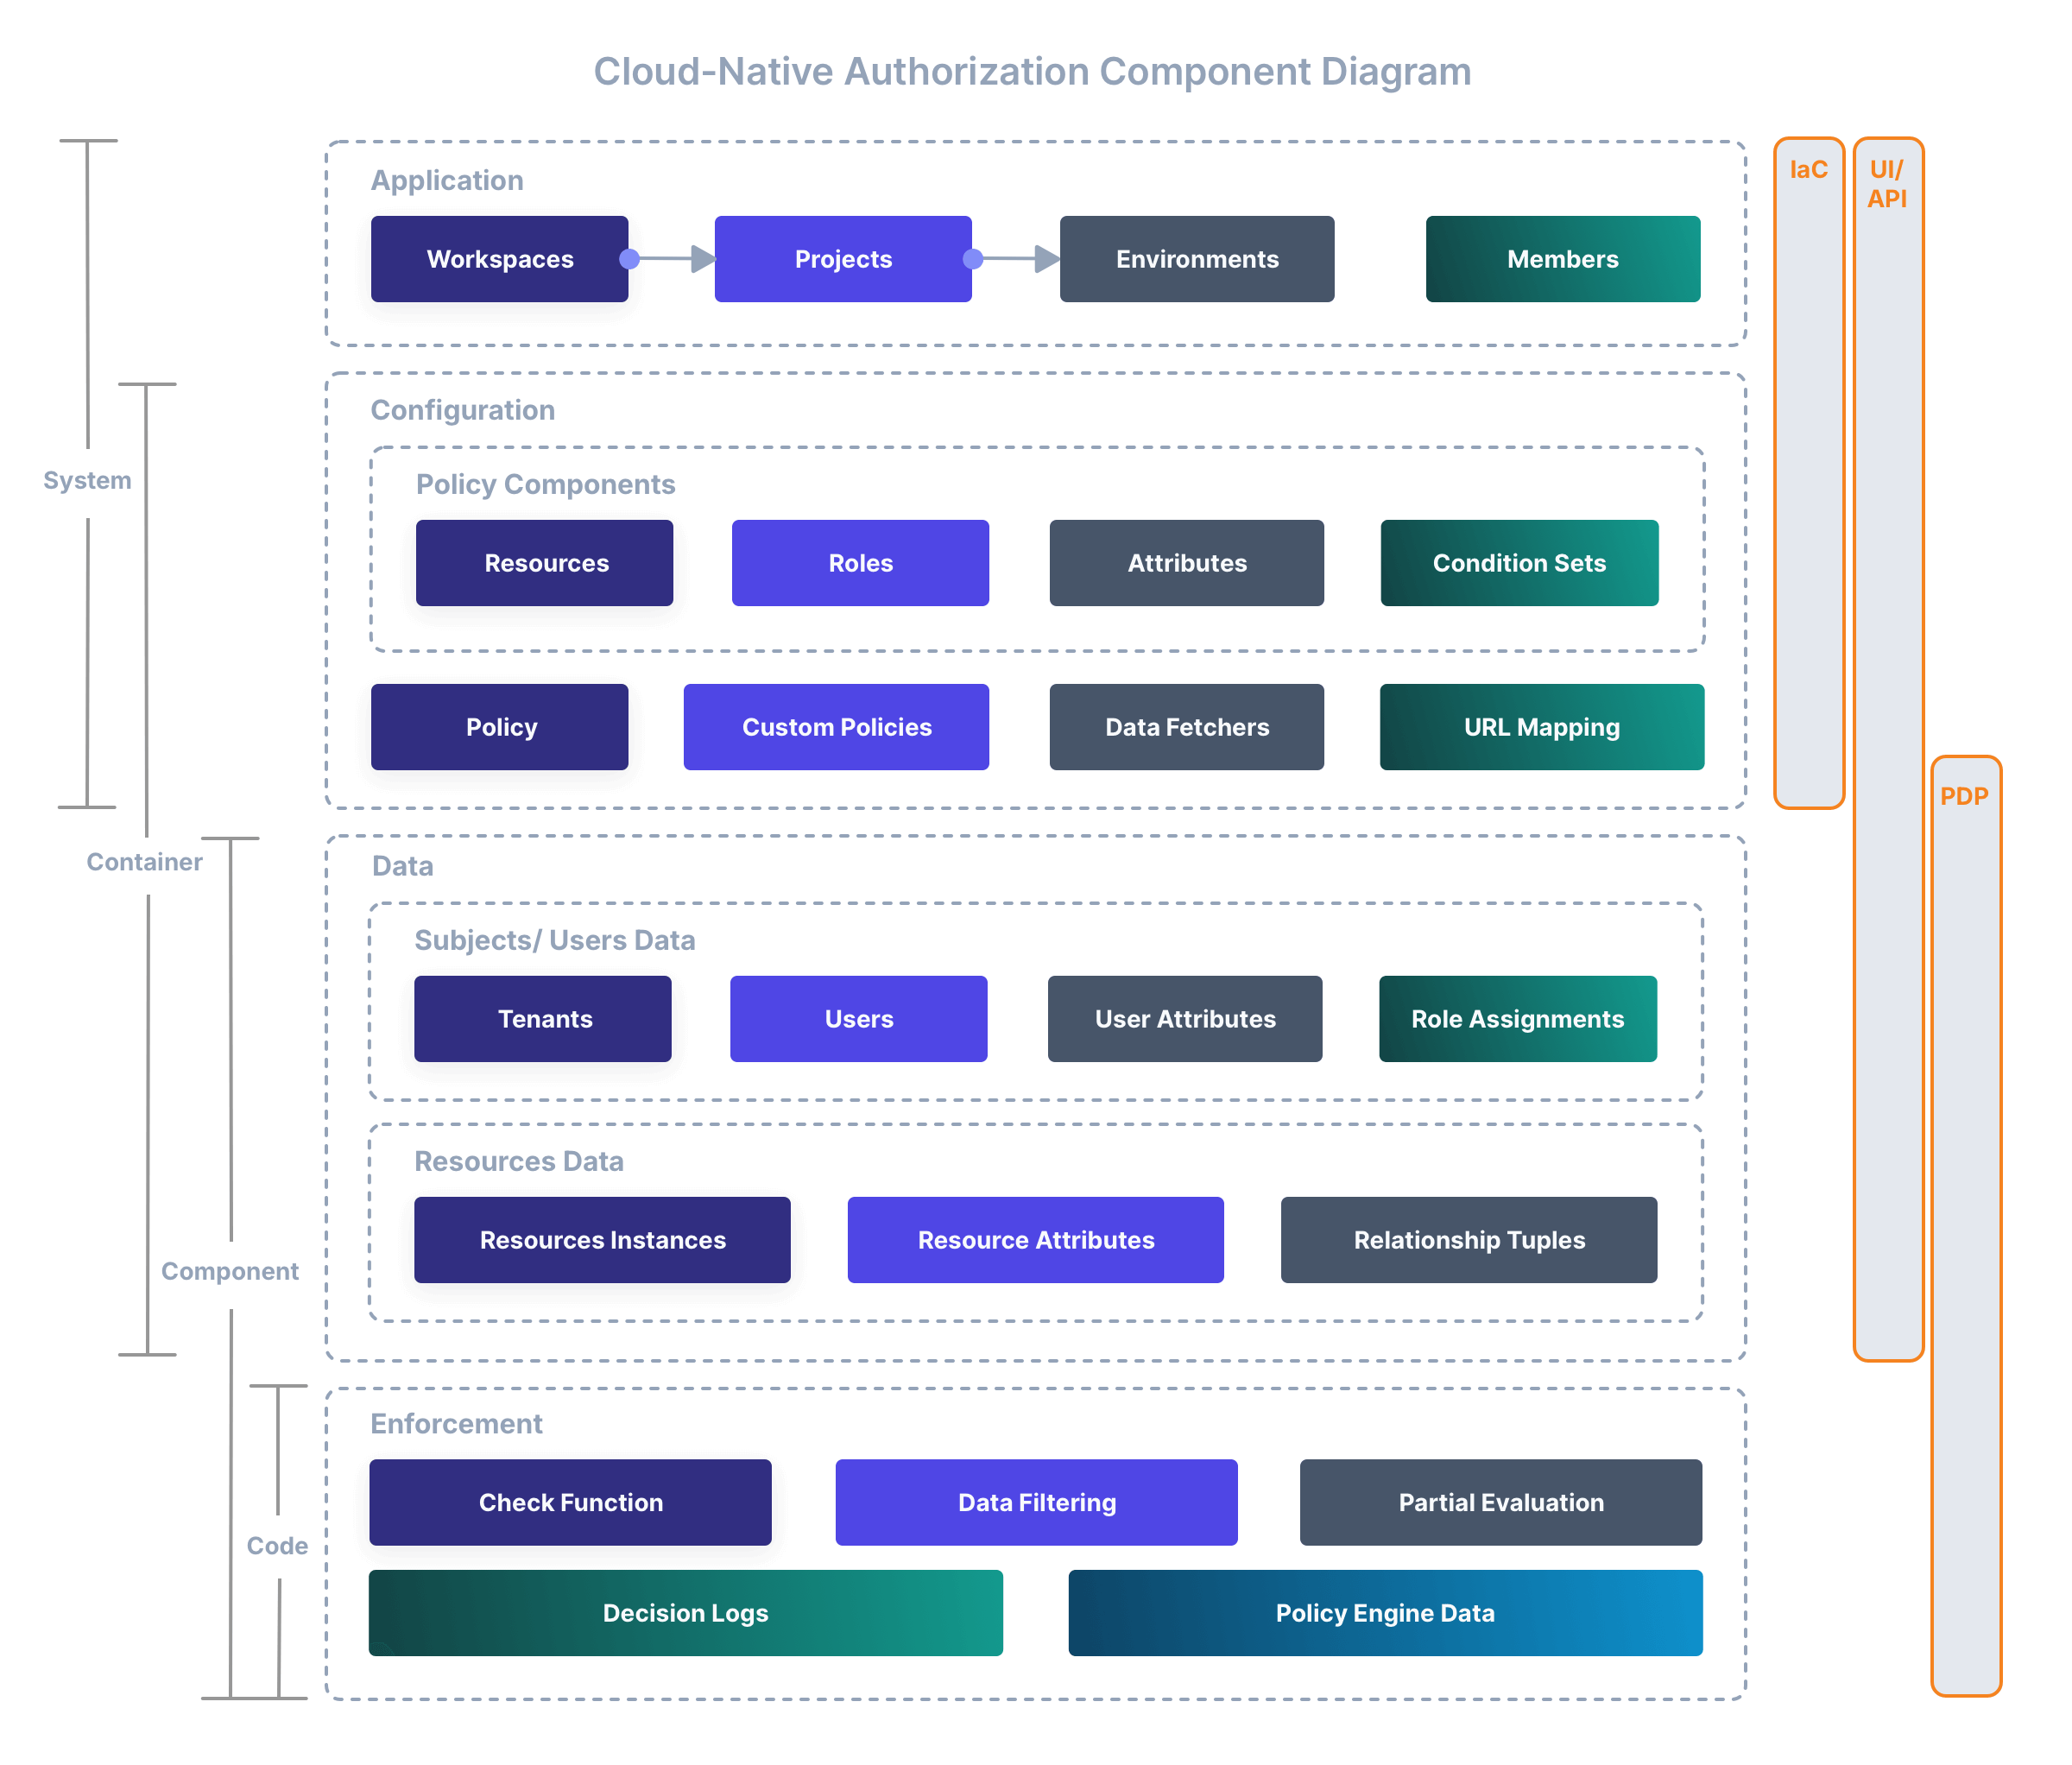 Cloud-Native Authorization Component Diagram
Application
Workspaces
Projects
Environments
Members
Configuration
Policy Components
Resources
Roles
Attributes
Condition Sets
Policy
Custom Policies
Data Fetchers
URL Mapping
Data
Subjects/ Users Data
Tenants
Users
User Attributes
Role Assignments
Resources Data
Resources Instances
Resource Attributes
Relationship Tuples
Enforcement
Check Function
Data Filtering
Partial Evaluation
Decision Logs
Policy Engine Data
System
Container
Component
Code
IaC
UI/
API
PDP